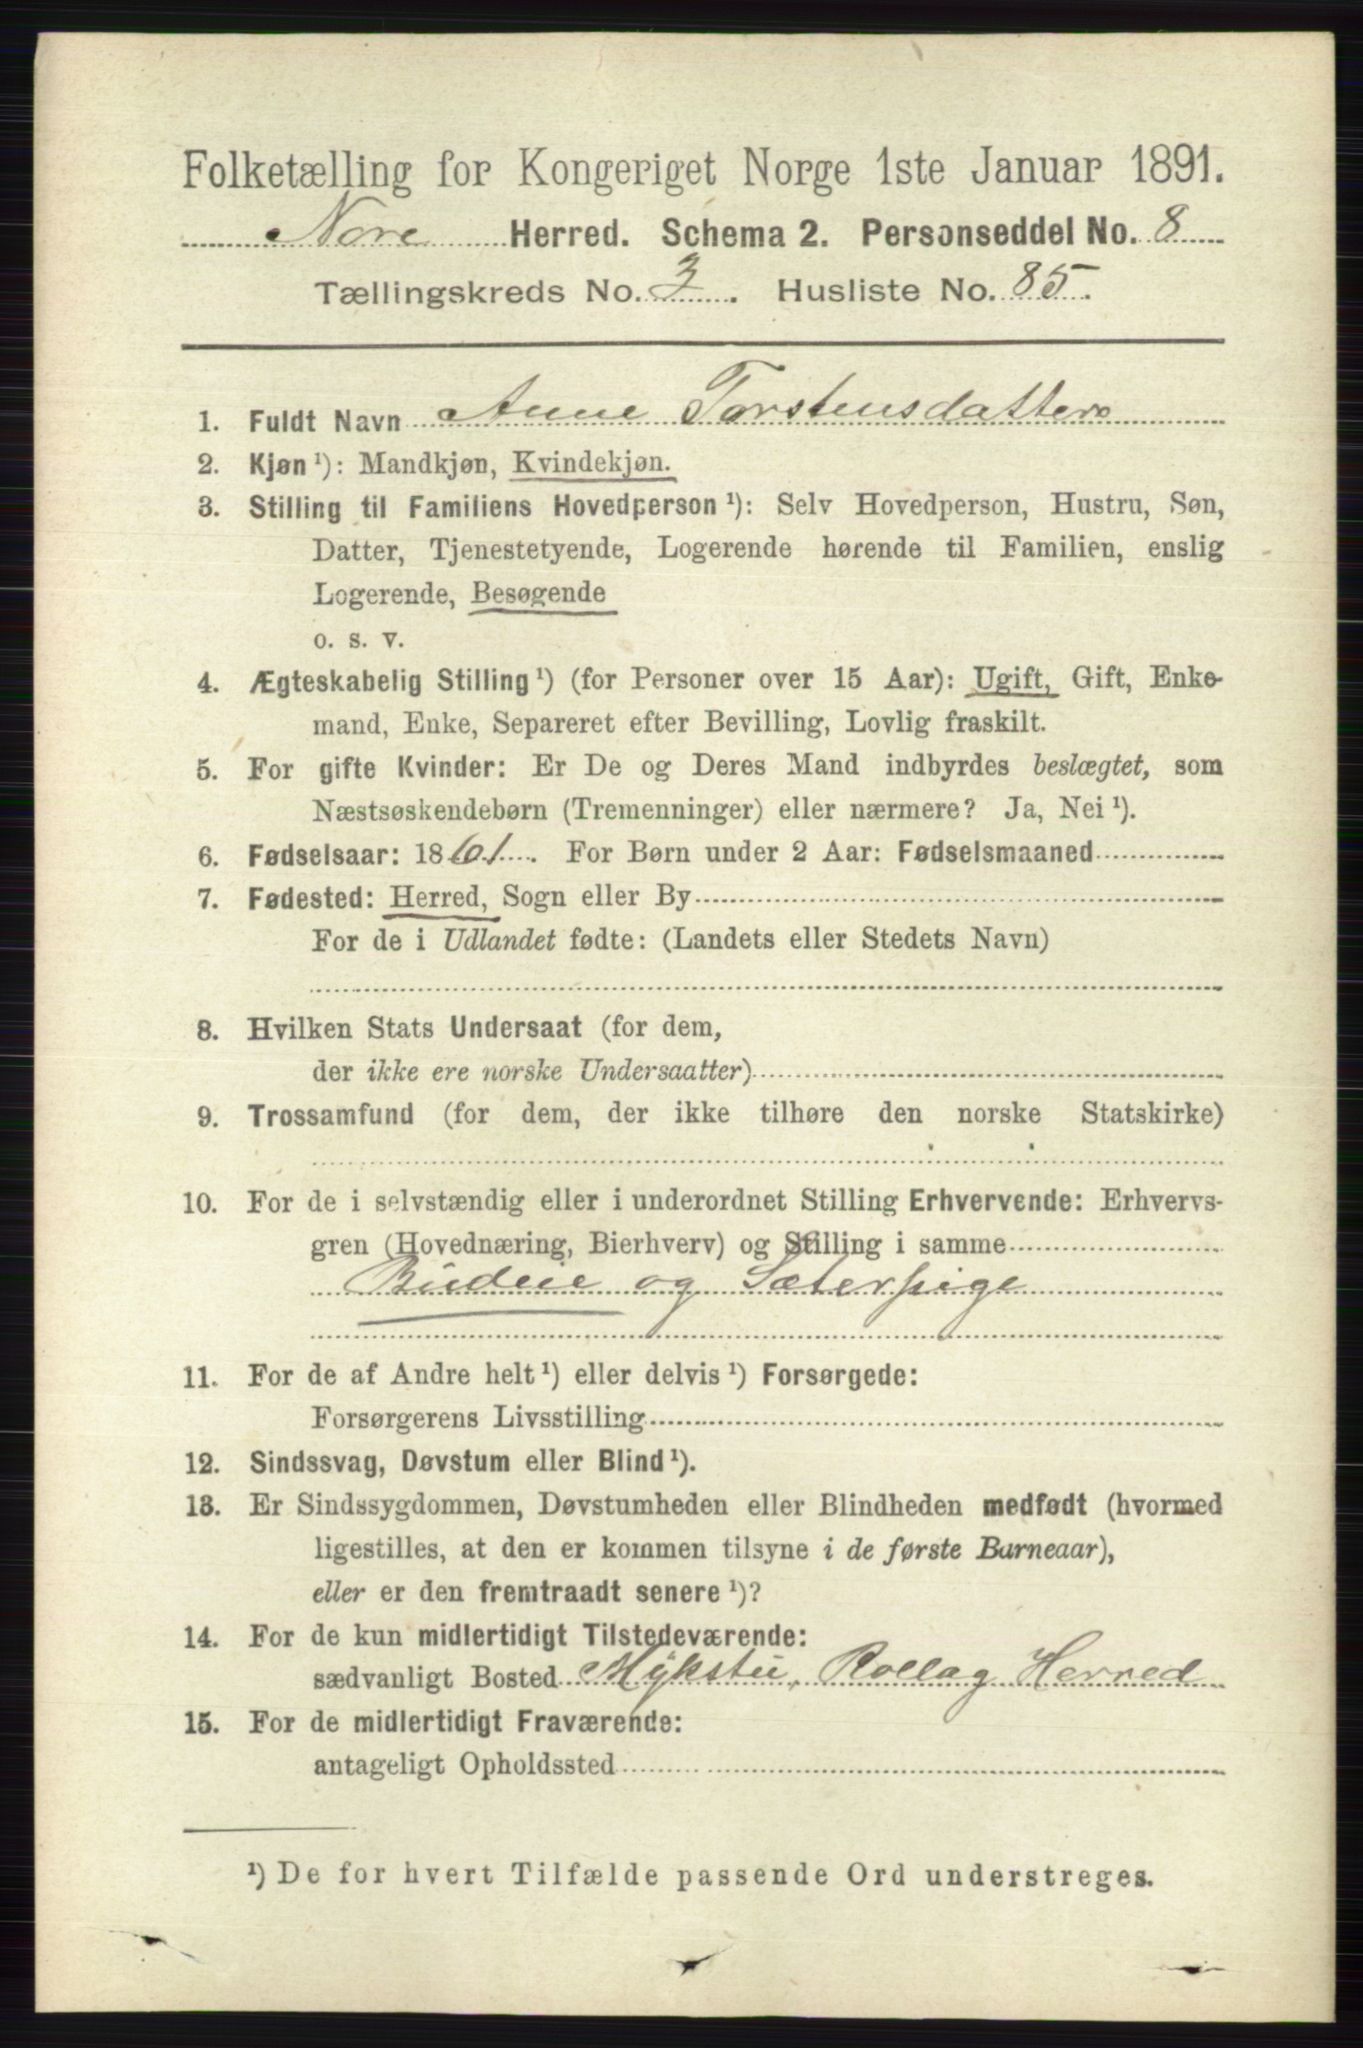 Folketælling for Kongeriget Norge 1ste Januar 1891.
Nore Herred. Schema 2. Personseddel No. 8
Tællingskreds No. 3. Husliste No. 85.
1. Fuldt Navn Anne Torstensdatter
2. Kjøn ¹): Mandkjøn, Kvindekjøn.
3. Stilling til Familiens Hovedperson ¹): Selv Hovedperson, Hustru, Søn,
Datter, Tjenestetyende, Logerende hørende til Familien, enslig
Logerende, Besøgende
o. s. v.
4. Ægteskabelig Stilling ¹) (for Personer over 15 Aar): Ugift, Gift, Enke-
mand, Enke, Separeret efter Bevilling, Lovlig fraskilt.
5. For gifte Kvinder: Er De og Deres Mand indbyrdes beslægtet, som
Næstsøskendebørn (Tremenninger) eller nærmere? Ja, Nei ¹).
6. Fødselsaar: 1861. For Børn under 2 Aar: Fødselsmaaned
7. Fødested: Herred, Sogn eller By
For de i Udlandet fødte: (Landets eller Stedets Navn)
8. Hvilken Stats Undersaat (for dem,
der ikke ere norske Undersaatter)
9. Trossamfund (for dem, der ikke tilhøre den norske Statskirke)
10. For de i selvstændig eller i underordnet Stilling Erhvervende: Erhvervs-
gren (Hovednæring, Bierhverv) og Stilling i samme
Budeie og Sæterpige
11. For de af Andre helt ¹) eller delvis ¹) Forsørgede:
Forsørgerens Livsstilling
12. Sindssvag, Døvstum eller Blind ¹).
13. Er Sindssygdommen, Døvstumheden eller Blindheden medfødt (hvormed
ligestilles, at den er kommen tilsyne i de første Barneaar),
eller er den fremtraadt senere ¹)?
14. For de kun midlertidigt Tilstedeværende:
sædvanligt Bosted Mykstu, Rollag Herred
15. For de midlertidigt Fraværende:
antageligt Opholdssted
¹) De for hvert Tilfælde passende Ord understreges.